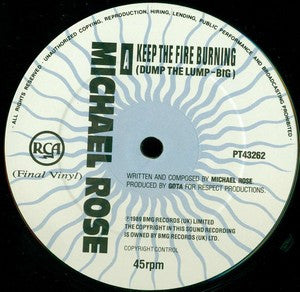 UNAUTHORIZED COPYING, REPRODUCTION, HIRING, LENDING, PUBLIC PERFORMANCE AND BROADCASTING PROHIBITED.
ALL RIGHTS RESERVED.
A
KEEP THE FIRE BURNING
(DUMP THE LUMP-BIG)
MICHAEL ROSE
RCA
(Final Vinyl)
PT43262
WRITTEN AND COMPOSED BY MICHAEL ROSE
PRODUCED BY GOTA FOR RESPECT PRODUCTIONS.
℗1989 BMG RECORDS (UK) LIMITED
THE COPYRIGHT IN THIS SOUND RECORDING
IS OWNED BY BMG RECORDS (UK) LTD.
COPYRIGHT CONTROL
45rpm